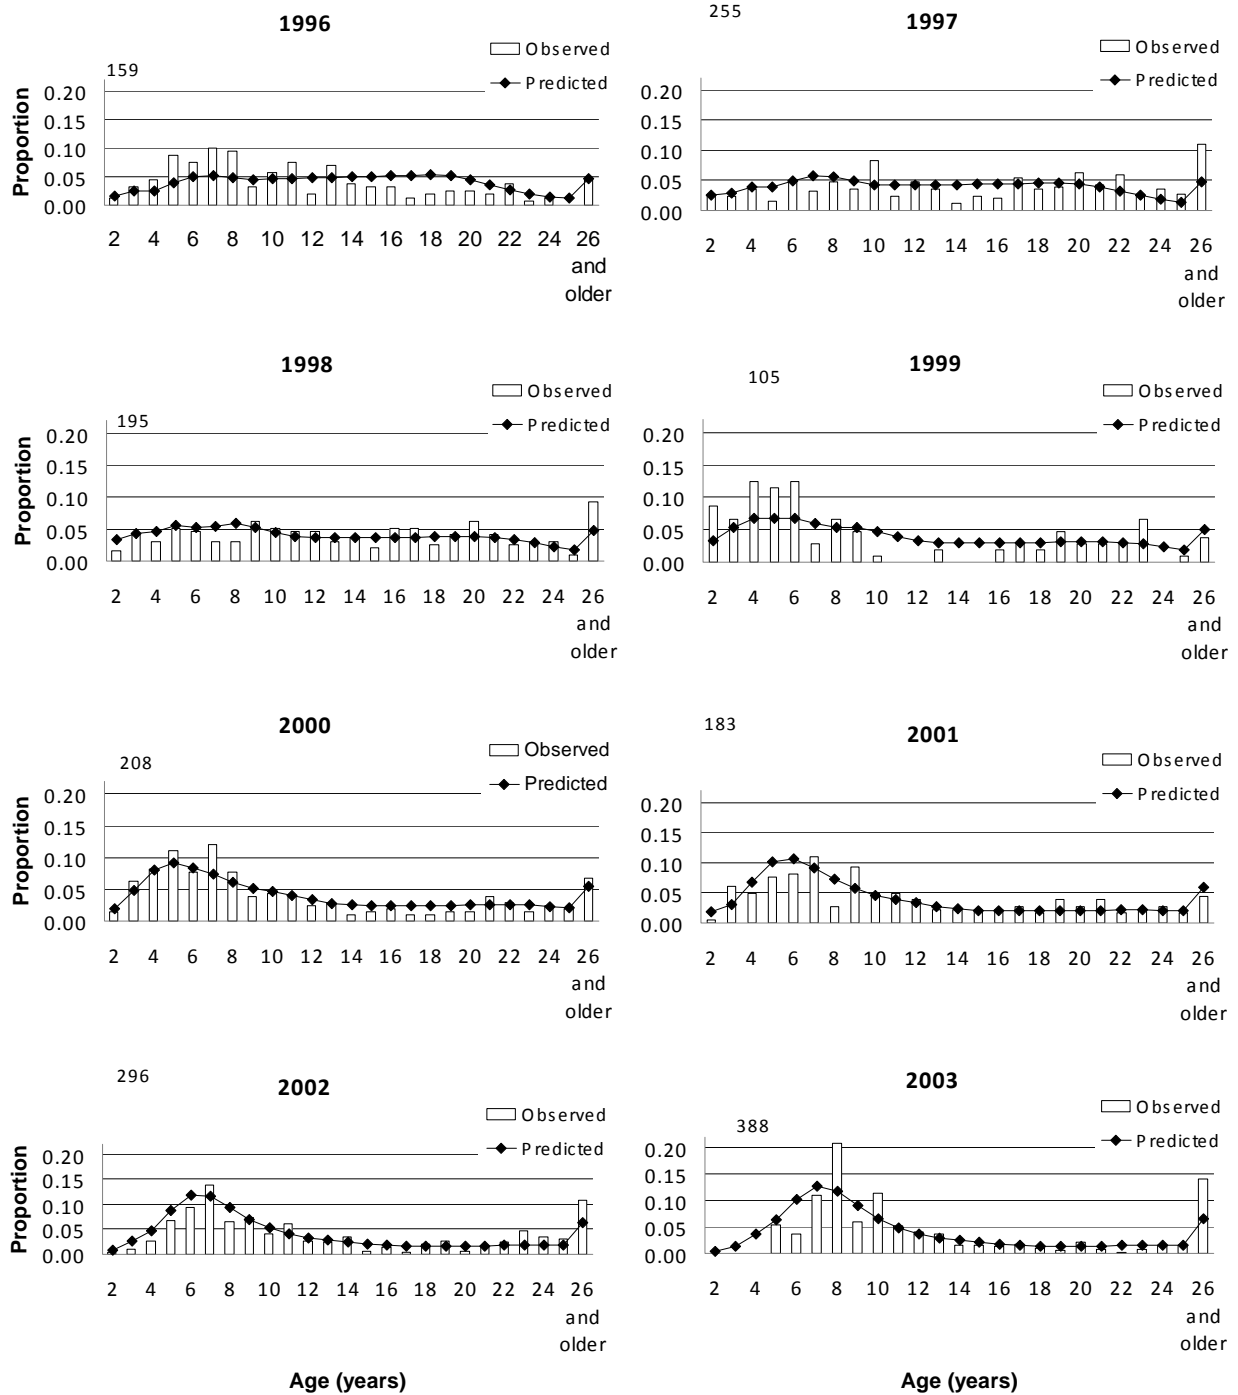 1996
Observed
Predicted
159
Proportion
0.20
0.15
0.10
0.05
0.00
2 4 6 8 10 12 14 16 18 20 22 24 26
and
older
255
1997
Observed
Predicted
0.20
0.15
0.10
0.05
0.00
2 4 6 8 10 12 14 16 18 20 22 24 26
and
older
1998
Observed
Predicted
195
Proportion
0.20
0.15
0.10
0.05
0.00
2 4 6 8 10 12 14 16 18 20 22 24 26
and
older
1999
105
Observed
Predicted
0.20
0.15
0.10
0.05
0.00
2 4 6 8 10 12 14 16 18 20 22 24 26
and
older
2000
Observed
Predicted
208
Proportion
0.20
0.15
0.10
0.05
0.00
2 4 6 8 10 12 14 16 18 20 22 24 26
and
older
183
2001
Observed
Predicted
0.20
0.15
0.10
0.05
0.00
2 4 6 8 10 12 14 16 18 20 22 24 26
and
older
296
2002
Observed
Predicted
Proportion
0.20
0.15
0.10
0.05
0.00
2 4 6 8 10 12 14 16 18 20 22 24 26
and
older
Age (years)
2003
388
Observed
Predicted
0.20
0.15
0.10
0.05
0.00
2 4 6 8 10 12 14 16 18 20 22 24 26
and
older
Age (years)